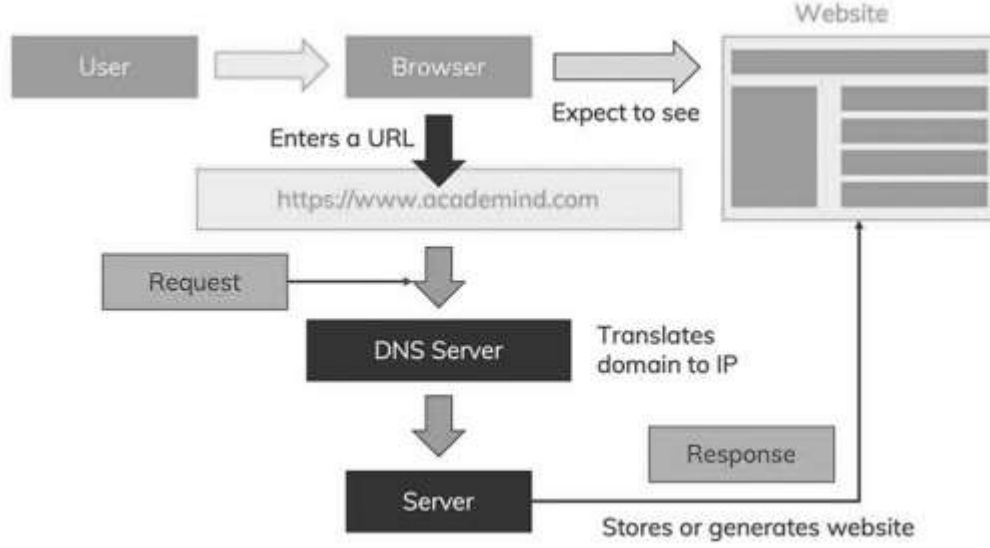 Website
User
Browser
Expect to see
Enters a URL
https://www.academind.com
Request
DNS Server
Translates
domain to IP
Response
Server
Stores or generates website